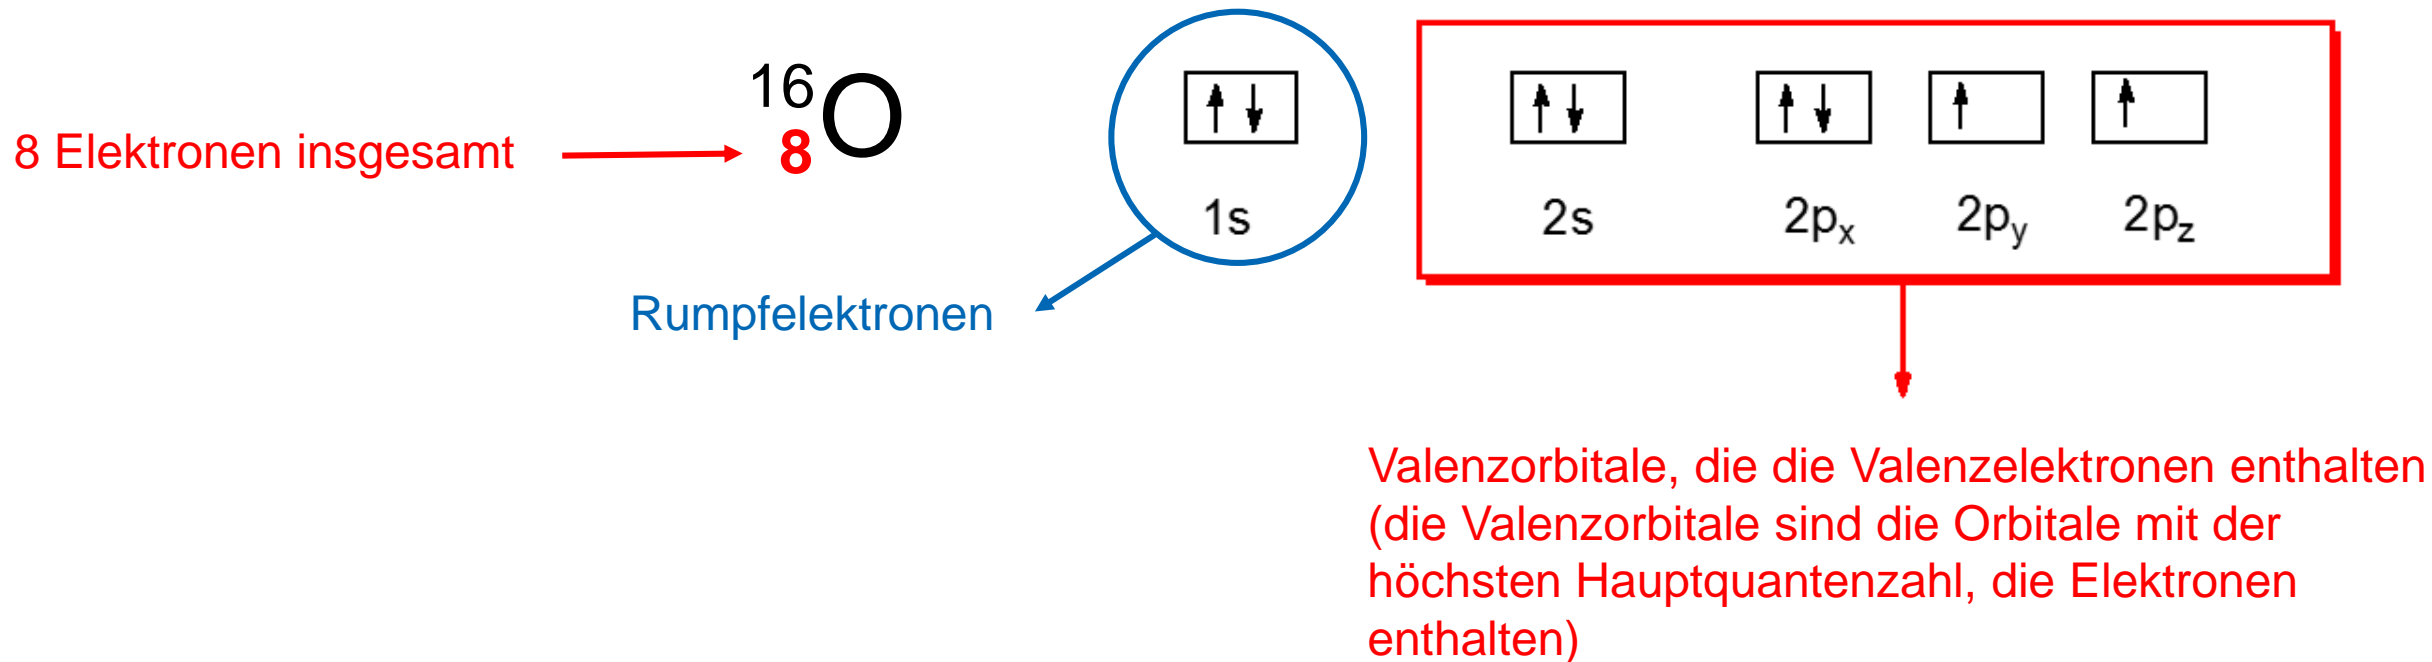 8 Elektronen insgesamt
16
8
O
1s
2s
2px
2py
2pz
Rumpfelektronen
Valenzorbitale, die die Valenzelektronen enthalten
(die Valenzorbitale sind die Orbitale mit der
höchsten Hauptquantenzahl, die Elektronen
enthalten)